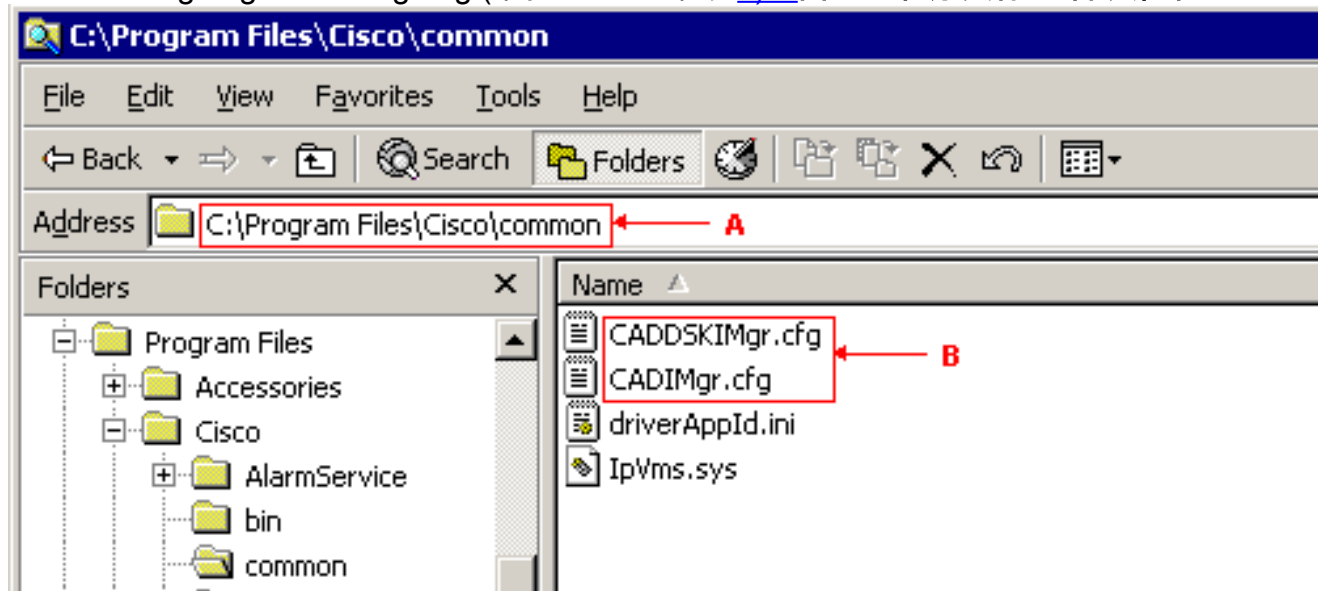 C:\Program Files\Cisco\common
File Edit View Favorites Tools Help
Back Search Folders
Address C:\Program Files\Cisco\common A
Folders × Name
Program Files
Accessories
Cisco
AlarmService
bin
common
CADDSKIMgr.cfg
CADIMgr.cfg
B
driverAppId.ini
IpVms.sys